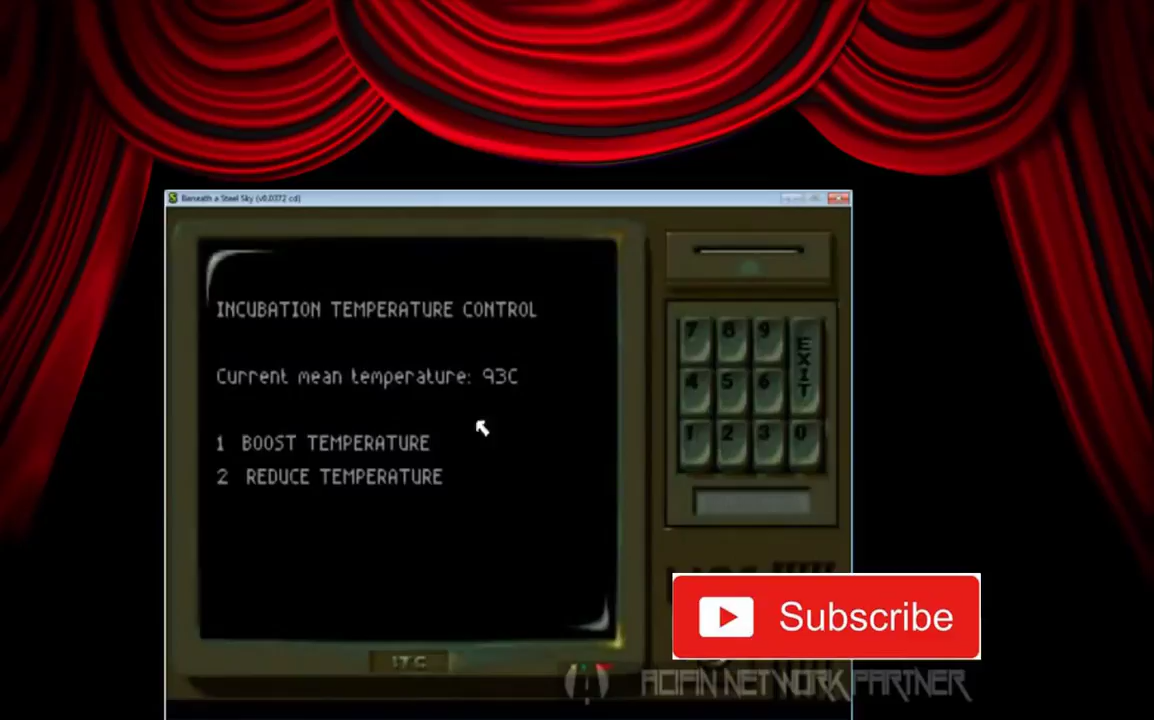 Beneath a Steel Sky (v0.0372 cd)
INCUBATION TEMPERATURE CONTROL
Current mean temperature: 93C
1 BOOST TEMPERATURE
2 REDUCE TEMPERATURE
7 8 9 EXIT
4 5 6
1 2 3 0
Subscribe
PARTNER
NETWORK